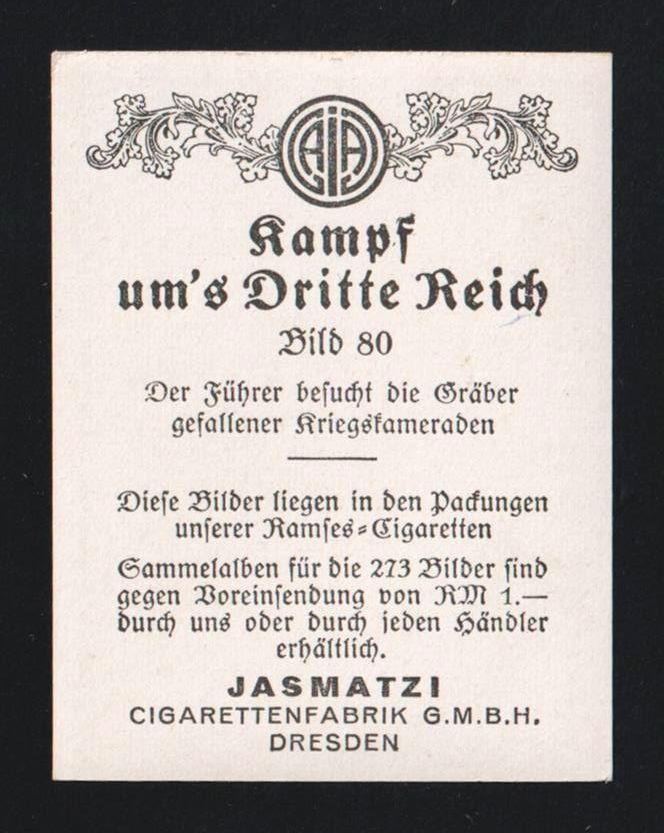 Kampf
um's Dritte Reich
Bild 80
Der Führer besucht die Gräber
gefallener Kriegskameraden
Diese Bilder liegen in den Packungen
unserer Ramses-Cigaretten
Sammelalben für die 273 Bilder sind
gegen Voreinsendung von RM 1.—
durch uns oder durch jeden Händler
erhältlich.
JASMATZI
CIGARETTENFABRIK G.M.B.H.
DRESDEN